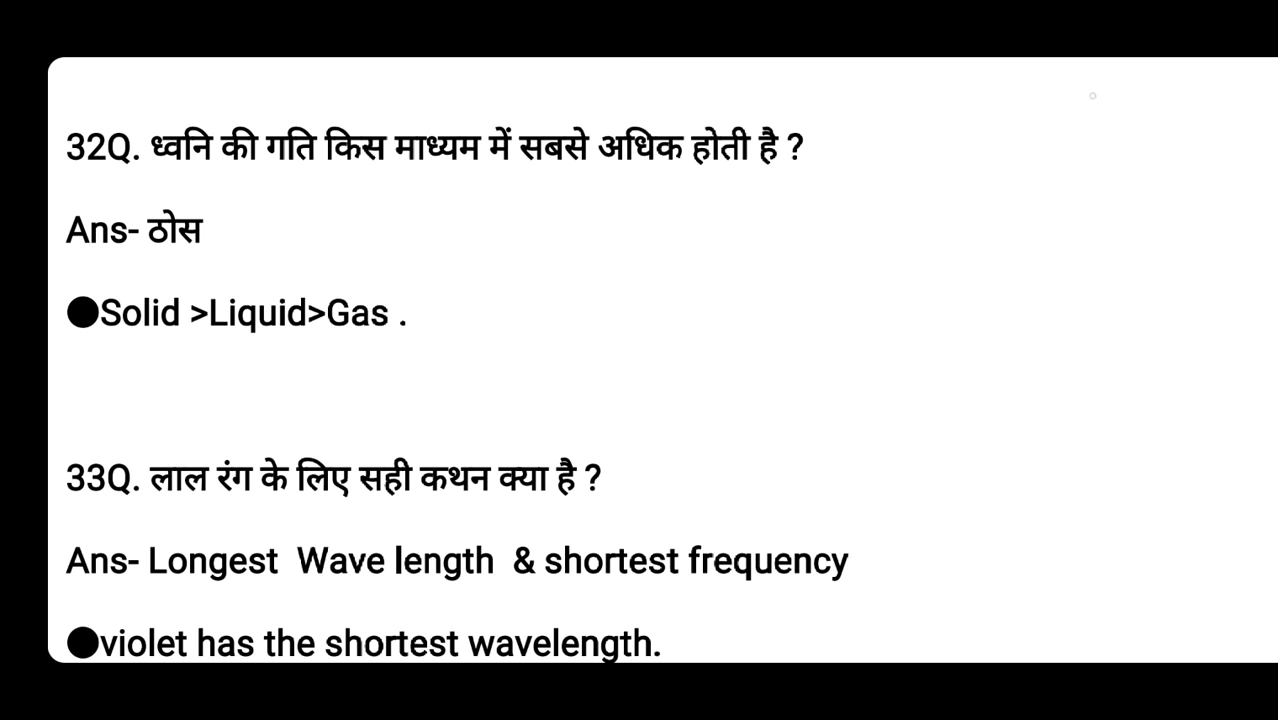 32Q. ध्वनि की गति किस माध्यम में सबसे अधिक होती है ?
Ans- ठोस
●Solid >Liquid>Gas .
33Q. लाल रंग के लिए सही कथन क्या है ?
Ans- Longest  Wave length  & shortest frequency
●violet has the shortest wavelength.